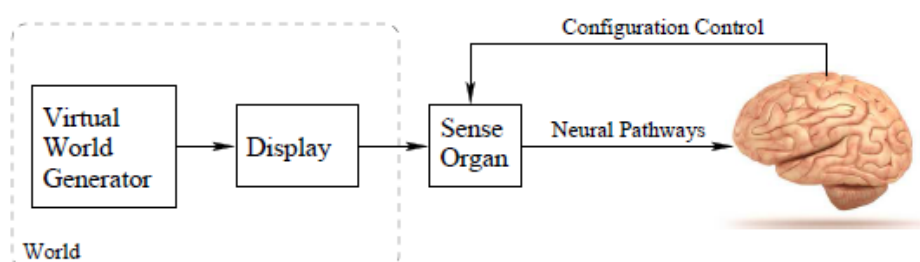 Configuration Control
Virtual
World
Generator
Display
Sense
Organ
Neural Pathways
World